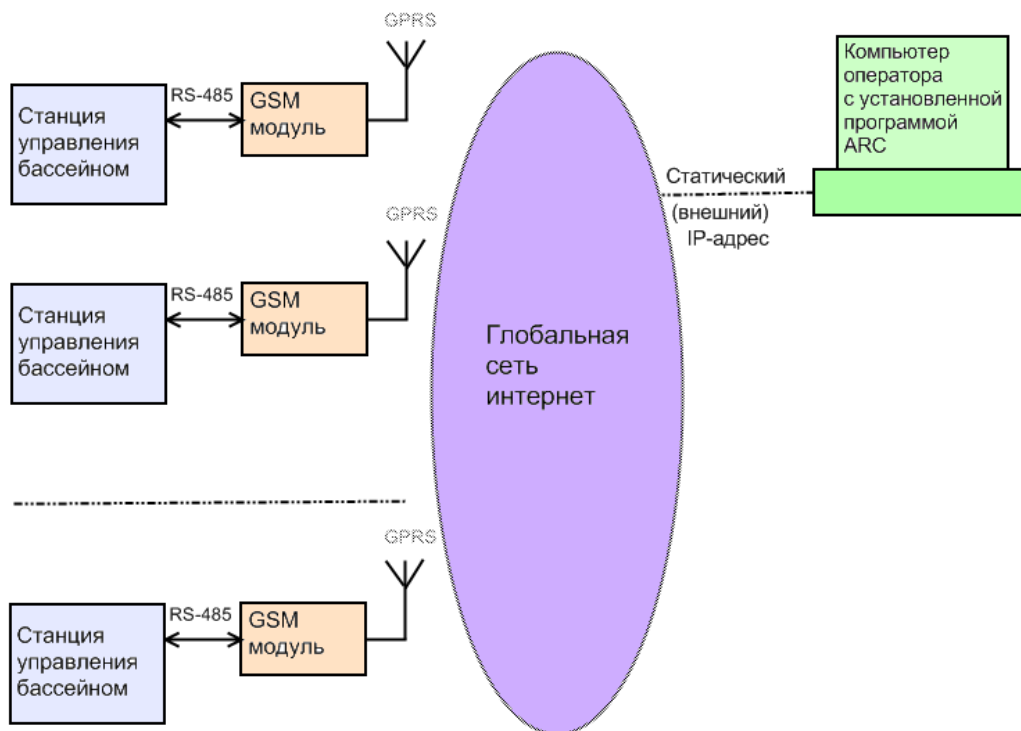 GPRS
Станция
управления
бассейном
RS-485
GSM
модуль
Компьютер
оператора
с установленной
программой
ARC
Статический
(внешний)
IP-адрес
GPRS
Станция
управления
бассейном
RS-485
GSM
модуль
Глобальная
сеть
интернет
GPRS
Станция
управления
бассейном
RS-485
GSM
модуль